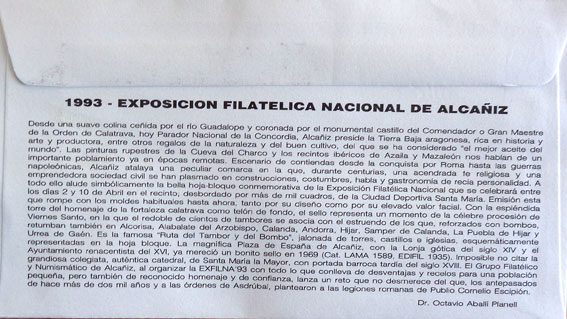 1993 - EXPOSICION FILATELICA NACIONAL DE ALCAÑIZ
Desde una suave colina ceñida por el río Guadalope y coronada por el monumental castillo del Comendador o Gran Maestre
de la Orden de Calatrava, hoy Parador Nacional de la Concordia, Alcañiz preside la Tierra Baja aragonesa, rica en historia y
arte y productora, entre otros regalos de la naturaleza y del buen cultivo, del que se ha considerado "el mejor aceite del
mundo". Las pinturas rupestres de la Cueva del Charco y los recintos ibéricos de Azaila y Mazaleón nos hablan de un
importante poblamiento ya en épocas remotas. Escenario de contiendas desde la conquista por Roma hasta las guerras
napoleónicas, Alcañiz atalaya una peculiar comarca en la que, durante centurias, una acendrada fe religiosa y una
emprendedora sociedad civil se han plasmado en construcciones, costumbres, habla y gastronomía de recia personalidad. A
todo ello alude simbólicamente la bella hoja-bloque conmemorativa de la Exposición Filatélica Nacional que se celebrará entre
los días 2 y 10 de Abril en el recinto, desbordado por más de mil cuadros, de la Ciudad Deportiva Santa María. Emisión esta
que rompe con los moldes habituales hasta ahora, tanto por su diseño como por su elevado valor facial. Con la espléndida
torre del homenaje de la fortaleza calatrava como telón de fondo, el sello representa un momento de la célebre procesión de
Viernes Santo, en la que el redoble de cientos de tambores se asocia con el estruendo de los que, reforzados con bombos,
retumban también en Alcorisa, Alabalate del Arzobispo, Calanda, Andorra, Hijar, Samper de Calanda, La Puebla de Hijar y
Urrea de Gaén. Es la famosa "Ruta del Tambor y del Bombo", jalonada de torres, castillos e iglesias, esquemáticamente
representadas en la hoja bloque. La magnífica Plaza de España de Alcañiz, con la Lonja gótica del siglo XIV y el
Ayuntamiento renacentista del XVI, ya mereció un bonito sello en 1969 (Cat. LAMA 1589, EDIFIL 1935). Imposible no citar la
grandiosa colegiata, auténtica catedral, de Santa María la Mayor, con portada barroca tardía del siglo XVIII. El Grupo Filatélico
y Numismático de Alcañiz, al organizar la EXFILNA'93 con todo lo que conlleva de desventajas y recelos para una población
pequeña, pero también de reconocido homenaje y de confianza, lanza un reto que no desmerece del que, los antepasados
de hace más de dos mil años y a las órdenes de Asdrúbal, plantearon a las legiones romanas de Publio Cornelio Escipión.
Dr. Octavio Aballí Planell